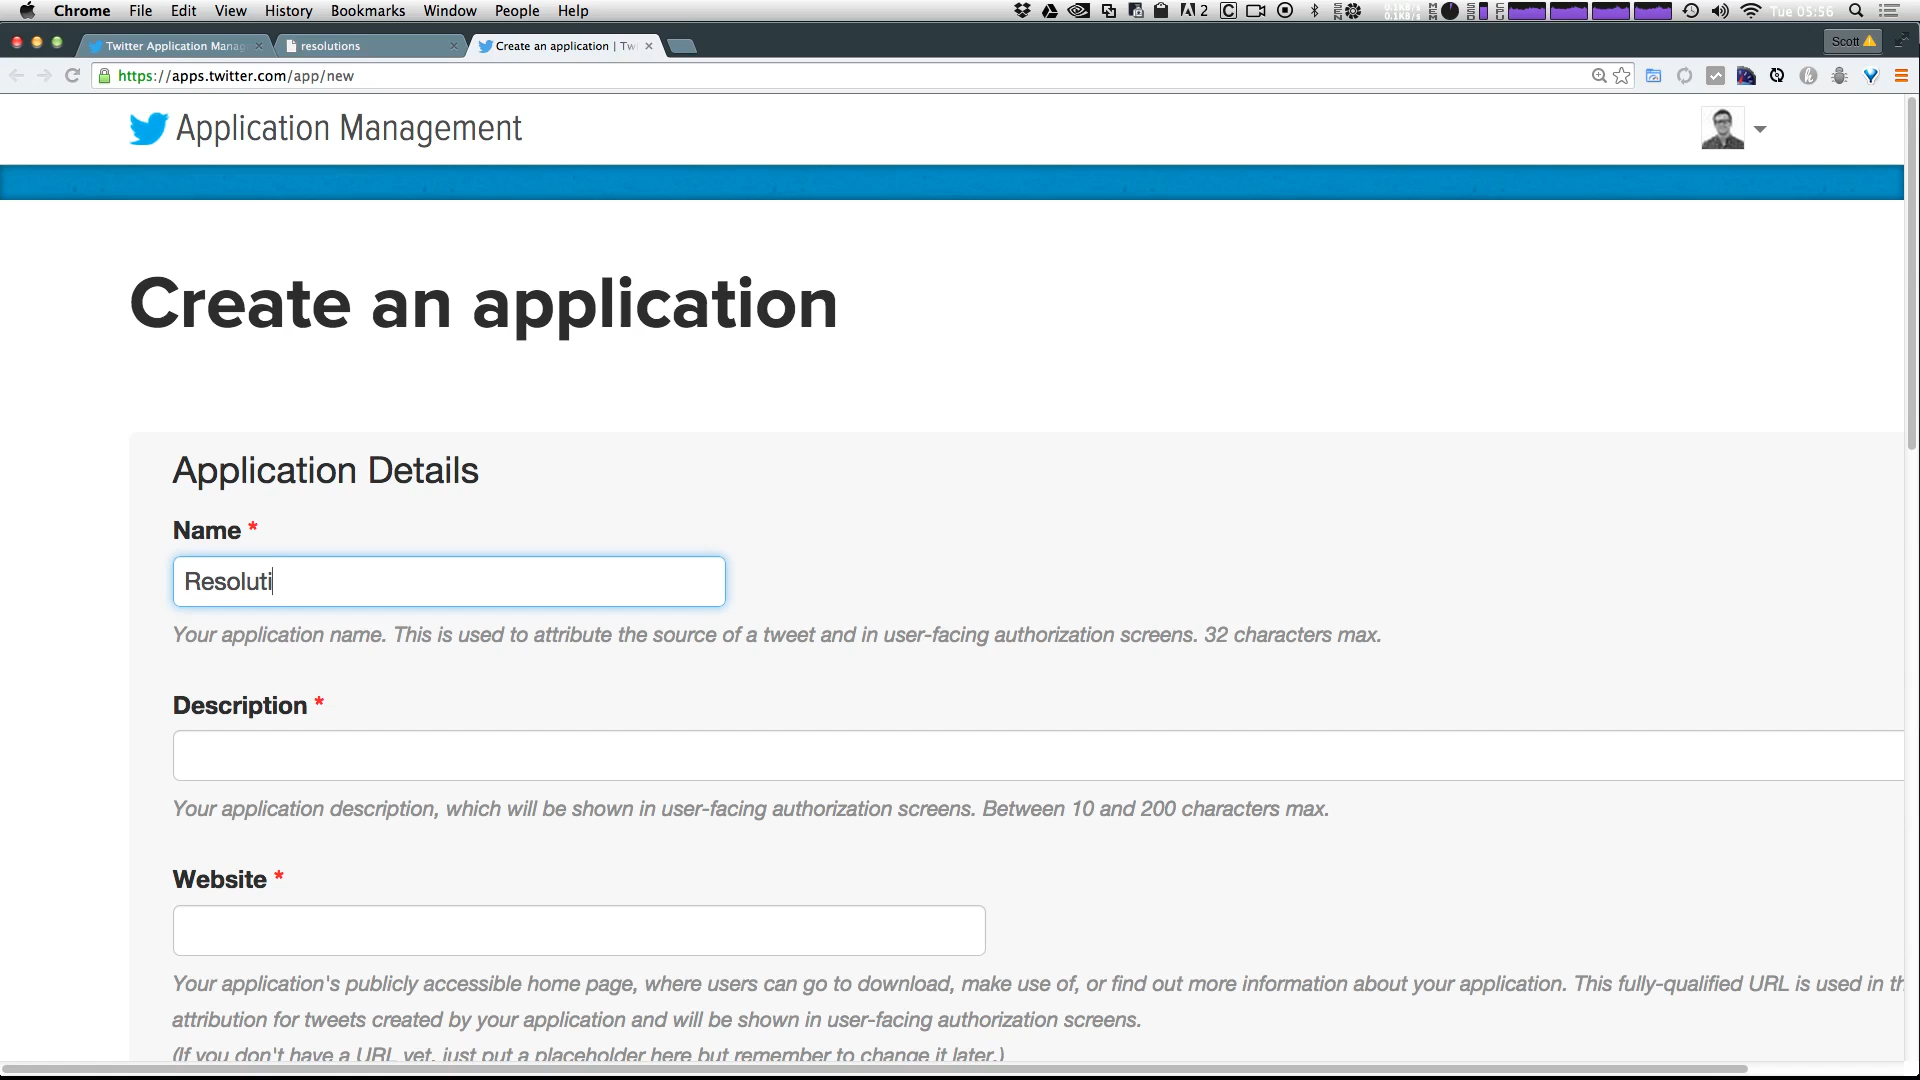 Chrome File Edit View History Bookmarks Window People Help 2 Tue 05:56
Twitter Application Manag resolutions Create an application | Tw Scott
https://apps.twitter.com/app/new
Application Management
Create an application
Application Details
Name *
Resoluti
Your application name. This is used to attribute the source of a tweet and in user-facing authorization screens. 32 characters max.
Description *
Your application description, which will be shown in user-facing authorization screens. Between 10 and 200 characters max.
Website *
Your application's publicly accessible home page, where users can go to download, make use of, or find out more information about your application. This fully-qualified URL is used in th
attribution for tweets created by your application and will be shown in user-facing authorization screens.
(If you don't have a URL yet, just put a placeholder here but remember to change it later.)